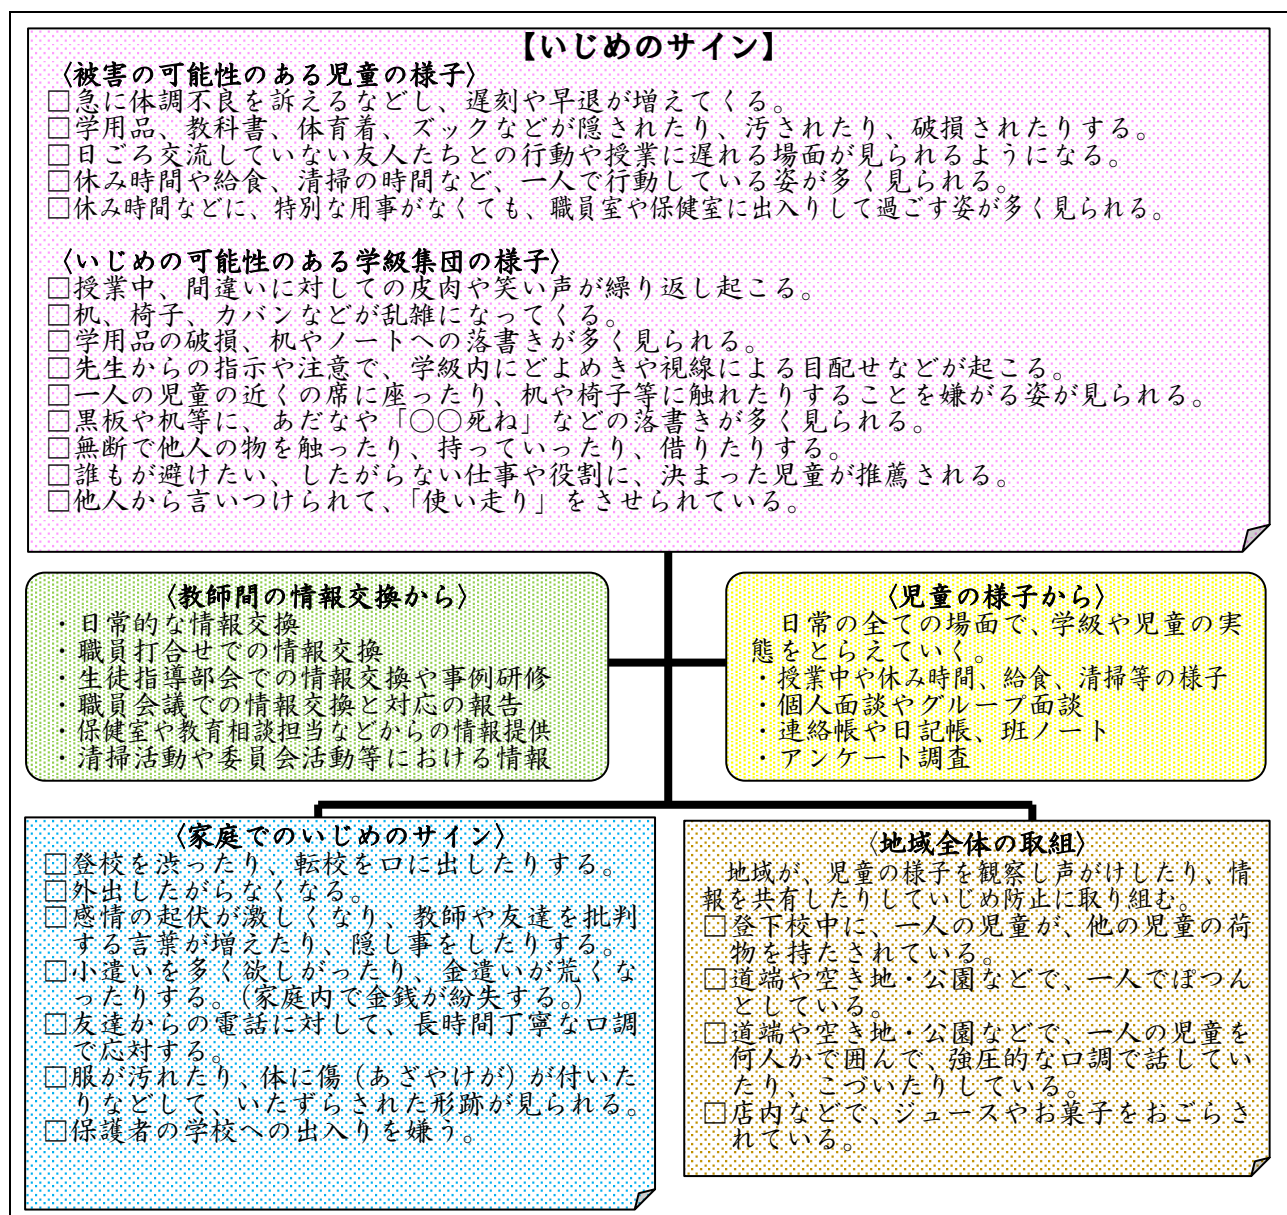 【いじめのサイン】
〈被害の可能性のある児童の様子〉
□急に体調不良を訴えるなどし、遅刻や早退が増えてくる。
□学用品、教科書、体育着、ズックなどが隠されたり、汚されたり、破損されたりする。
□日ごろ交流していない友人たちとの行動や授業に遅れる場面が見られるようになる。
□休み時間や給食、清掃の時間など、一人で行動している姿が多く見られる。
□休み時間などに、特別な用事がなくても、職員室や保健室に出入りして過ごす姿が多く見られる。
〈いじめの可能性のある学級集団の様子〉
□授業中、間違いに対しての皮肉や笑い声が繰り返し起こる。
□机、椅子、カバンなどが乱雑になってくる。
□学用品の破損、机やノートへの落書きが多く見られる。
□先生からの指示や注意で、学級内にどよめきや視線による目配せなどが起こる。
□一人の児童の近くの席に座ったり、机や椅子等に触れたりすることを嫌がる姿が見られる。
□黒板や机等に、あだなや「○○死ね」などの落書きが多く見られる。
□無断で他人の物を触ったり、持っていったり、借りたりする。
□誰もが避けたい、したがらない仕事や役割に、決まった児童が推薦される。
□他人から言いつけられて、「使い走り」をさせられている。
〈教師間の情報交換から〉
・日常的な情報交換
・職員打合せでの情報交換
・生徒指導部会での情報交換や事例研修
・職員会議での情報交換と対応の報告
・保健室や教育相談担当などからの情報提供
・清掃活動や委員会活動等における情報
〈児童の様子から〉
日常の全ての場面で、学級や児童の実
態をとらえていく。
・授業中や休み時間、給食、清掃等の様子
・個人面談やグループ面談
・連絡帳や日記帳、班ノート
・アンケート調査
〈家庭でのいじめのサイン〉
□登校を渋ったり、転校を口に出したりする。
□外出したがらなくなる。
□感情の起伏が激しくなり、教師や友達を批判
する言葉が増えたり、隠し事をしたりする。
□小遣いを多く欲しがったり、金遣いが荒くな
ったりする。(家庭内で金銭が紛失する。)
□友達からの電話に対して、長時間丁寧な口調
で応対する。
□服が汚れたり、体に傷(あざやけが)が付いた
りなどして、いたずらされた形跡が見られる。
□保護者の学校への出入りを嫌う。
〈地域全体の取組〉
地域が、児童の様子を観察し声がけしたり、情
報を共有したりしていじめ防止に取り組む。
□登下校中に、一人の児童が、他の児童の荷
物を持たされている。
□道端や空き地・公園などで、一人でぽつん
としている。
□道端や空き地・公園などで、一人の児童を
何人かで囲んで、強圧的な口調で話してい
たり、こづいたりしている。
□店内などで、ジュースやお菓子をおごらさ
れている。